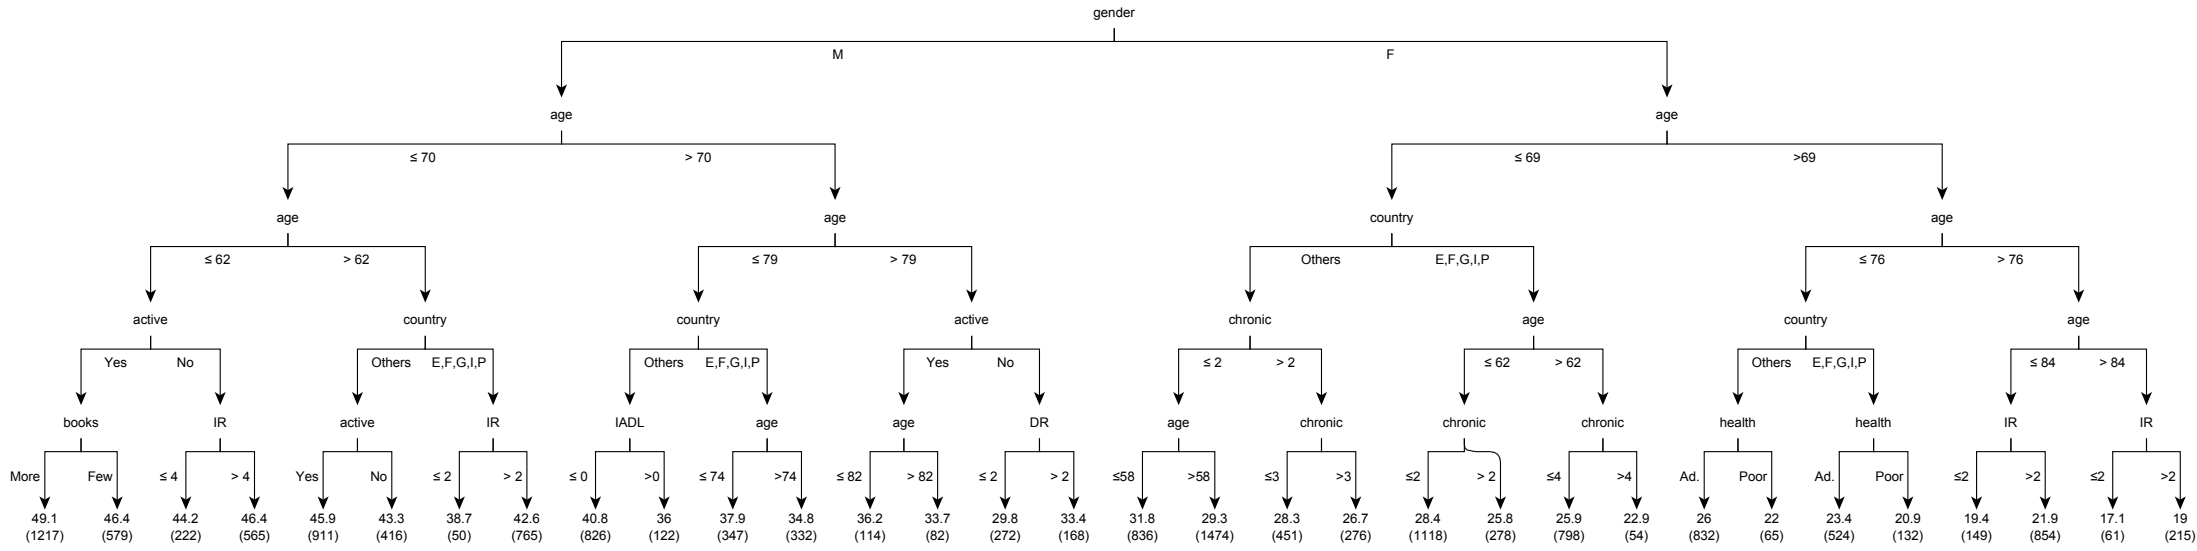 gender
M F
age age
≤ 70 > 70 ≤ 69 >69
age age country age
≤ 62 > 62 ≤ 79 > 79 Others E,F,G,I,P ≤ 76 > 76
active country country active chronic age country age
Yes No Others E,F,G,I,P Others E,F,G,I,P Yes No ≤ 2 > 2 ≤ 62 > 62 Others E,F,G,I,P ≤ 84 > 84
books IR active IR IADL age age DR age chronic chronic chronic health health IR IR
More Few ≤ 4 > 4 Yes No ≤ 2 > 2 ≤ 0 >0 ≤ 74 >74 ≤ 82 > 82 ≤ 2 > 2 ≤58 >58 ≤3 >3 ≤2 > 2 ≤4 >4 Ad. Poor Ad. Poor ≤2 >2 ≤2 >2
49.1 46.4 44.2 46.4 45.9 43.3 38.7 42.6 40.8 36 37.9 34.8 36.2 33.7 29.8 33.4 31.8 29.3 28.3 26.7 28.4 25.8 25.9 22.9 26 22 23.4 20.9 19.4 21.9 17.1 19
(1217) (579) (222) (565) (911) (416) (50) (765) (826) (122) (347) (332) (114) (82) (272) (168) (836) (1474) (451) (276) (1118) (278) (798) (54) (832) (65) (524) (132) (149) (854) (61) (215)